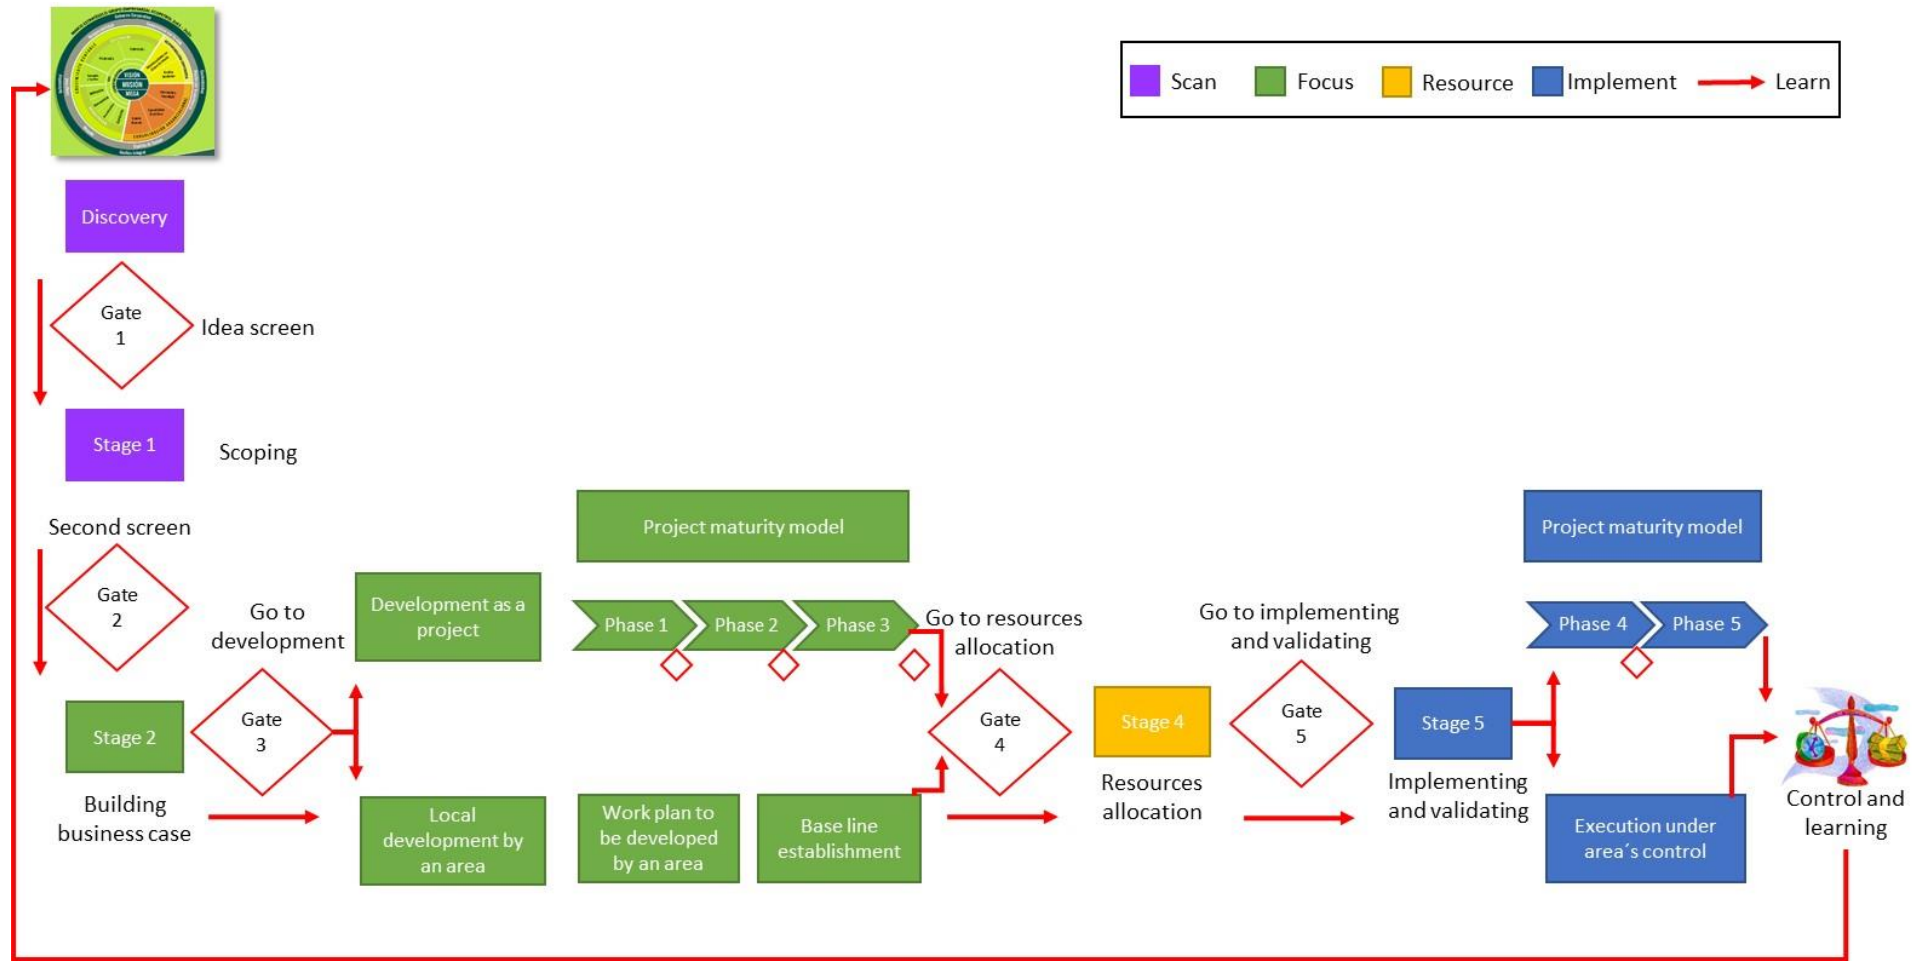 VISIÓN
MISIÓN
MEGA
Scan
Focus
Resource
Implement
Learn
Discovery
Gate
1
Idea screen
Stage 1
Scoping
Second screen
Gate
2
Stage 2
Building
business case
Go to
development
Gate
3
Development as a
project
Local
development by
an area
Project maturity model
Phase 1
Phase 2
Phase 3
Work plan to
be developed
by an area
Base line
establishment
Go to resources
allocation
Gate
4
Stage 4
Resources
allocation
Go to implementing
and validating
Gate
5
Stage 5
Implementing
and validating
Project maturity model
Phase 4
Phase 5
Execution under
area´s control
Control and
learning